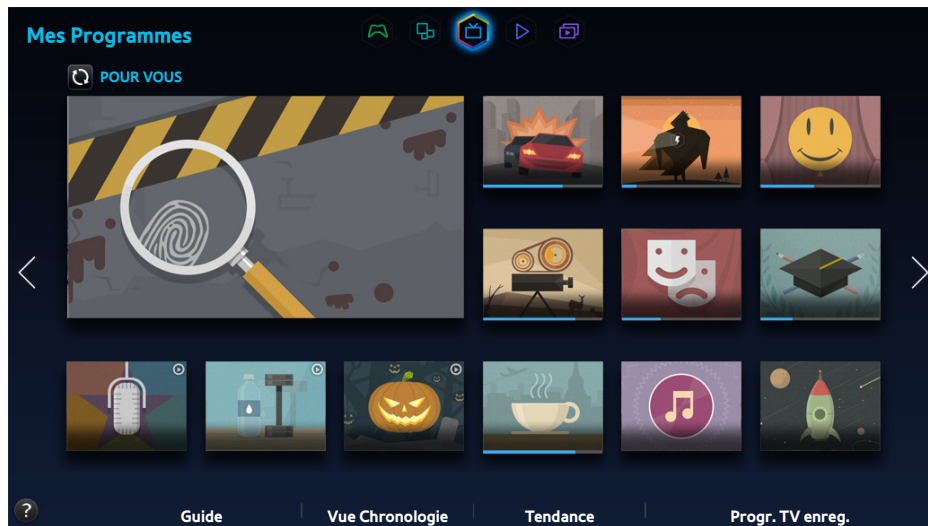 Mes Programmes
POUR VOUS
?
Guide
Vue Chronologie
Tendance
Progr. TV enreg.